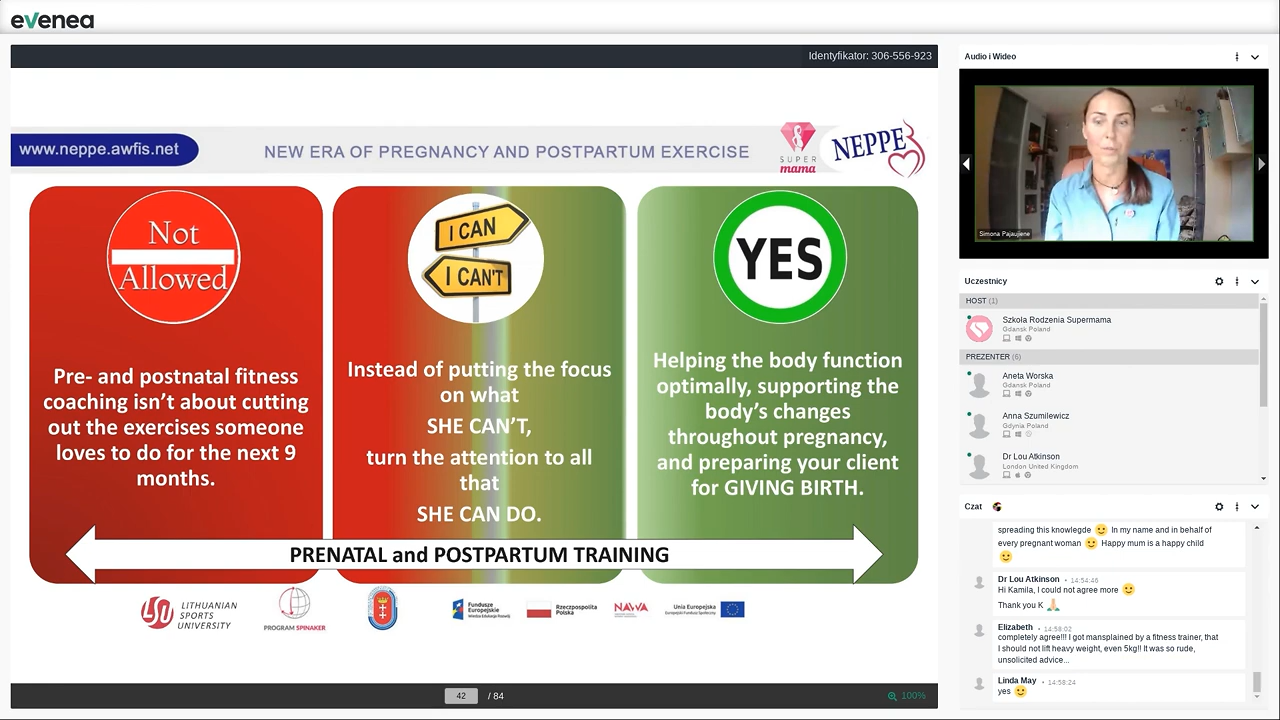 evenea
Identyfikator: 306-556-923
www.neppe.awfis.net
NEW ERA OF PREGNANCY AND POSTPARTUM EXERCISE
SUPER
mama
NEPPE
Not
Allowed
Pre- and postnatal fitness
coaching isn't about cutting
out the exercises someone
loves to do for the next 9
months.
I CAN
I CAN'T
Instead of putting the focus
on what
SHE CAN'T,
turn the attention to all
that
SHE CAN DO.
YES
Helping the body function
optimally, supporting the
body's changes
throughout pregnancy,
and preparing your client
for GIVING BIRTH.
PRENATAL and POSTPARTUM TRAINING
LSU
LITHUANIAN
SPORTS
UNIVERSITY
PROGRAM SPINAKER
Fundusze
Europejskie
Wiedza Edukacja Rozwój
Rzeczpospolita
Polska
NAWA
Unia Europejska
Europejski Fundusz Społeczny
42 / 84
100%
Audio i Wideo
Simona Pajaujiene
Uczestnicy
HOST (1)
Szkoła Rodzenia Supermama
Gdansk Poland
PREZENTER (6)
Aneta Worska
Gdansk Poland
Anna Szumilewicz
Gdynia Poland
Dr Lou Atkinson
London United Kingdom
Czat
spreading this knowlegde 🙂 In my name and in behalf of
every pregnant woman 🙂 Happy mum is a happy child
🙂
Dr Lou Atkinson • 14:54:46
Hi Kamila, I could not agree more 🙂
Thank you K 🙏
Elizabeth • 14:58:02
completely agree!!! I got mansplained by a fitness trainer, that
I should not lift heavy weight, even 5kg!! It was so rude,
unsolicited advice...
Linda May • 14:58:24
yes 🙂